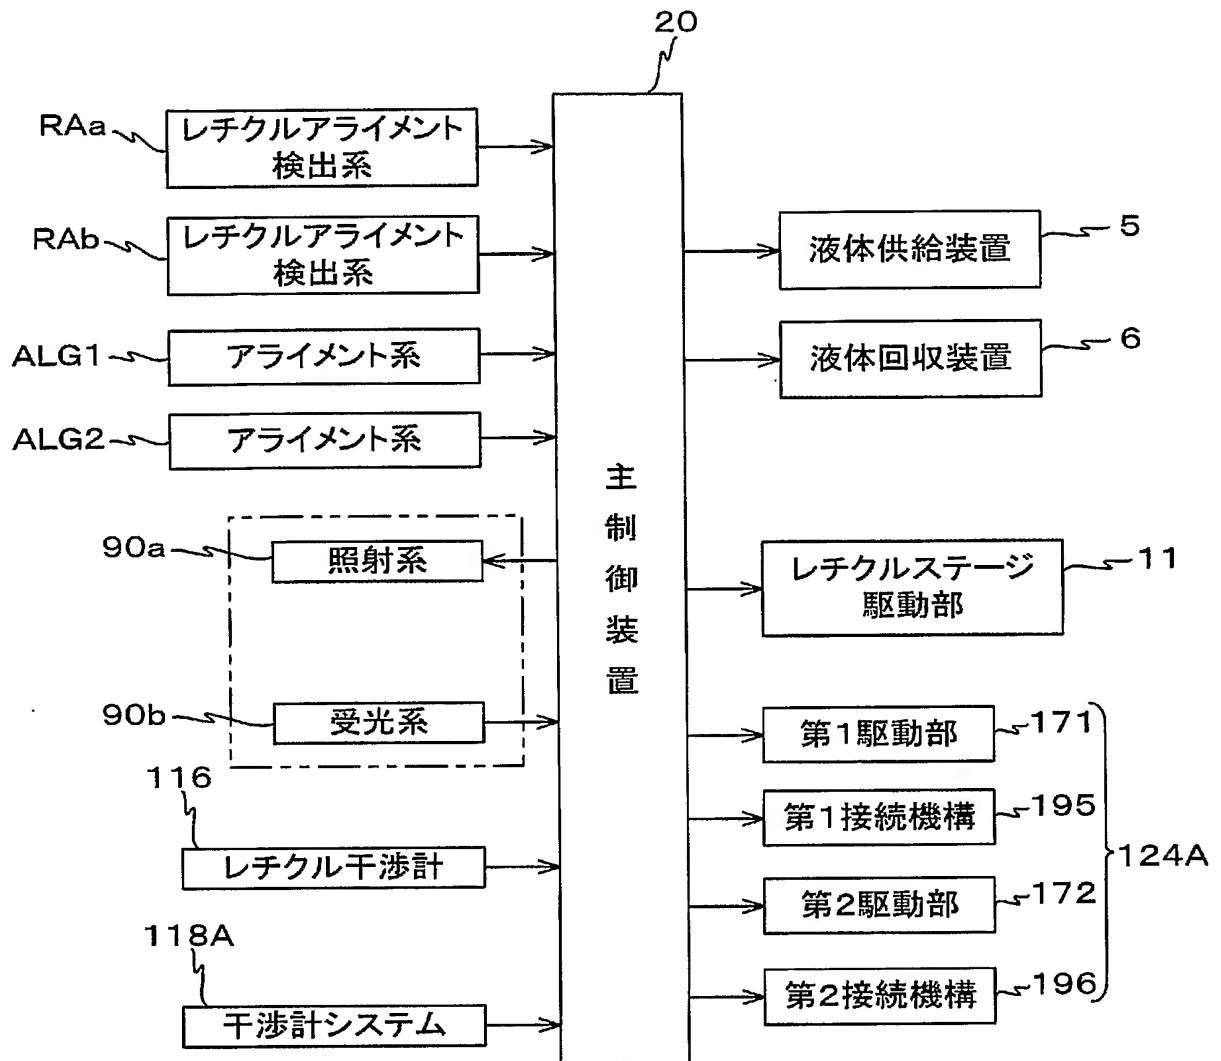 20
RAa
レチクルアライメント
検出系
RAb
レチクルアライメント
検出系
ALG1
アライメント系
ALG2
アライメント系
90a
照射系
90b
受光系
116
レチクル干渉計
118A
干渉計システム
主制御装置
液体供給装置
5
液体回収装置
6
レチクルステージ
駆動部
11
第1駆動部
171
第1接続機構
195
第2駆動部
172
第2接続機構
196
124A